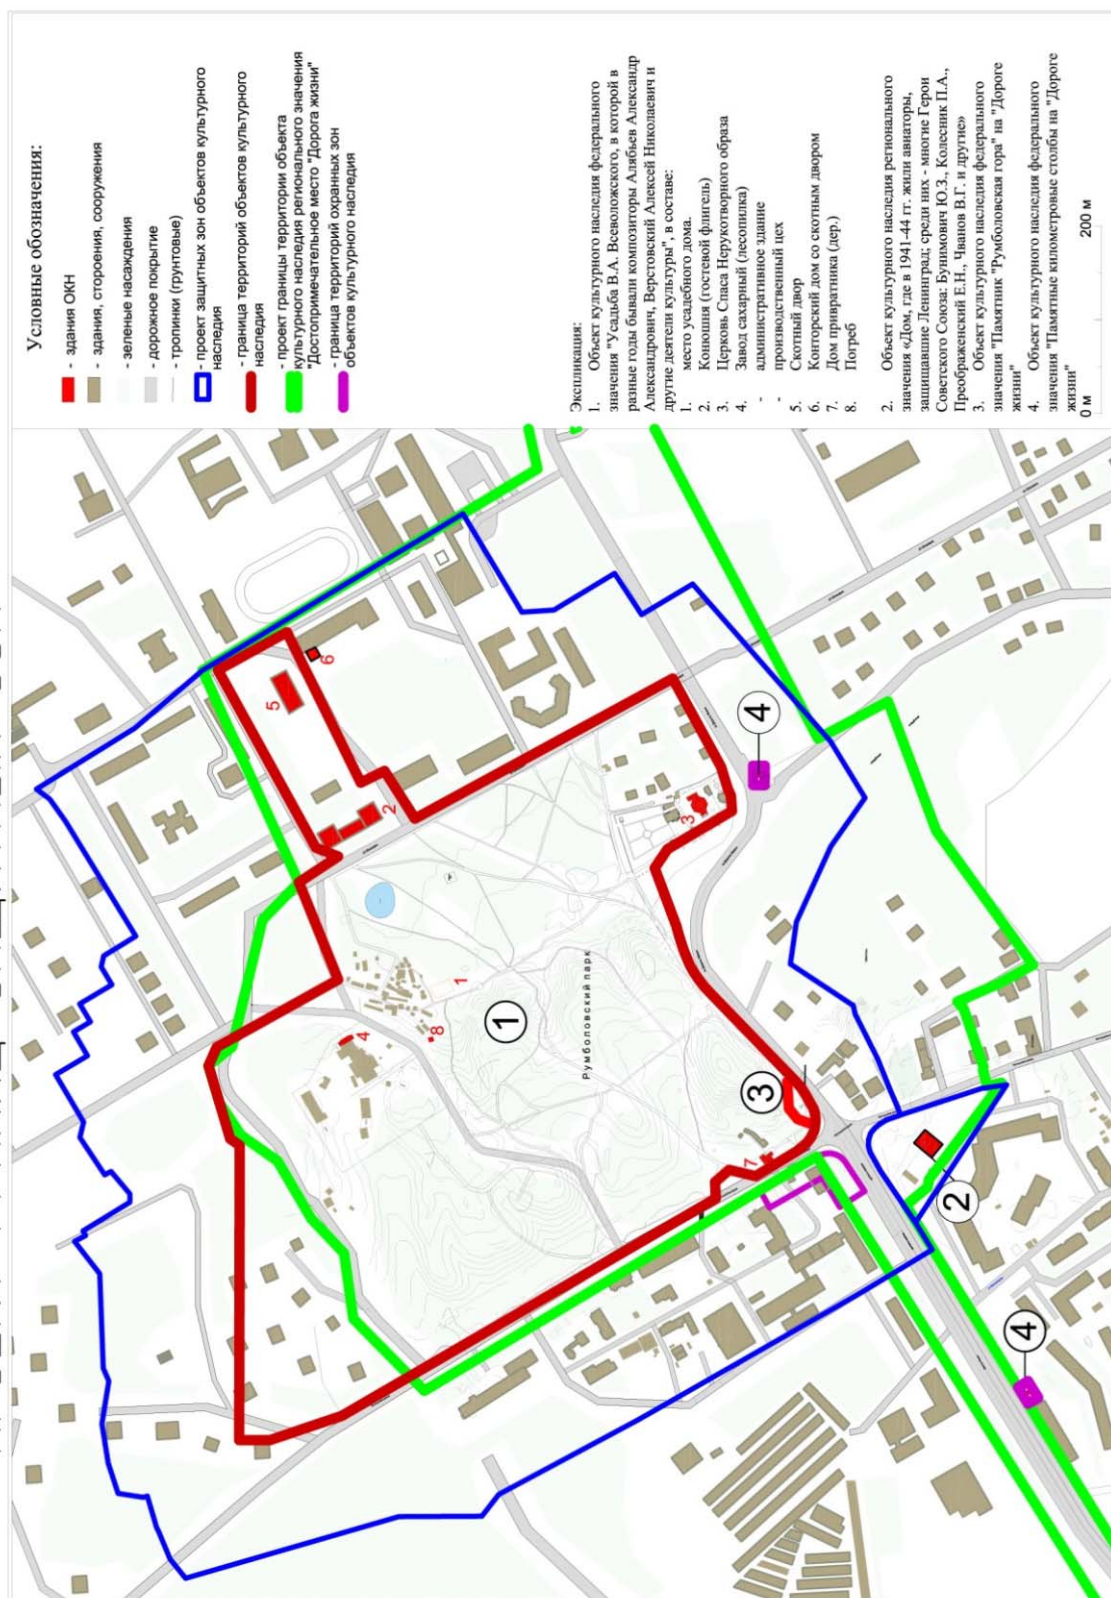 Условные обозначения:
- здания ОКН
- здания, стороения, сооружения
- зеленые насаждения
- дорожное покрытие
- тропинки (грунтовые)
- проект защитных зон объектов культурного
наследия
- граница территорий объектов культурного
наследия
- проект границы территории объекта
культурного наследия регионального значения
"Достопримечательное место "Дорога жизни"
- граница территорий охранных зон
объектов культурного наследия
Экспликация:
1. Объект культурного наследия федерального
значения "Усадьба В.А. Всеволожского, в которой в
разные годы бывали композиторы Алябьев Александр
Александрович, Верстовский Алексей Николаевич и
другие деятели культуры", в составе:
1. место усадебного дома.
2. Конюшня (гостевой флигель)
3. Церковь Спаса Нерукотворного образа
4. Завод сахарный (лесопилка)
- административное здание
- производственный цех
5. Скотный двор
6. Конторский дом со скотным двором
7. Дом привратника (дер.)
8. Погреб
2. Объект культурного наследия регионального
значения «Дом, где в 1941-44 гг. жили авиаторы,
защищавшие Ленинград; среди них - многие Герои
Советского Союза: Бунимович Ю.З., Колесник П.А.,
Преображенский Е.Н., Чванов В.Г. и другие»
3. Объект культурного наследия федерального
значения "Памятник "Румболовская гора" на "Дороге
жизни"
4. Объект культурного наследия федерального
значения "Памятные километровые столбы на "Дороге
жизни"
0 м 200 м
5
6
2
3
4
1
4
8
1
Румболовский парк
3
7
2
4